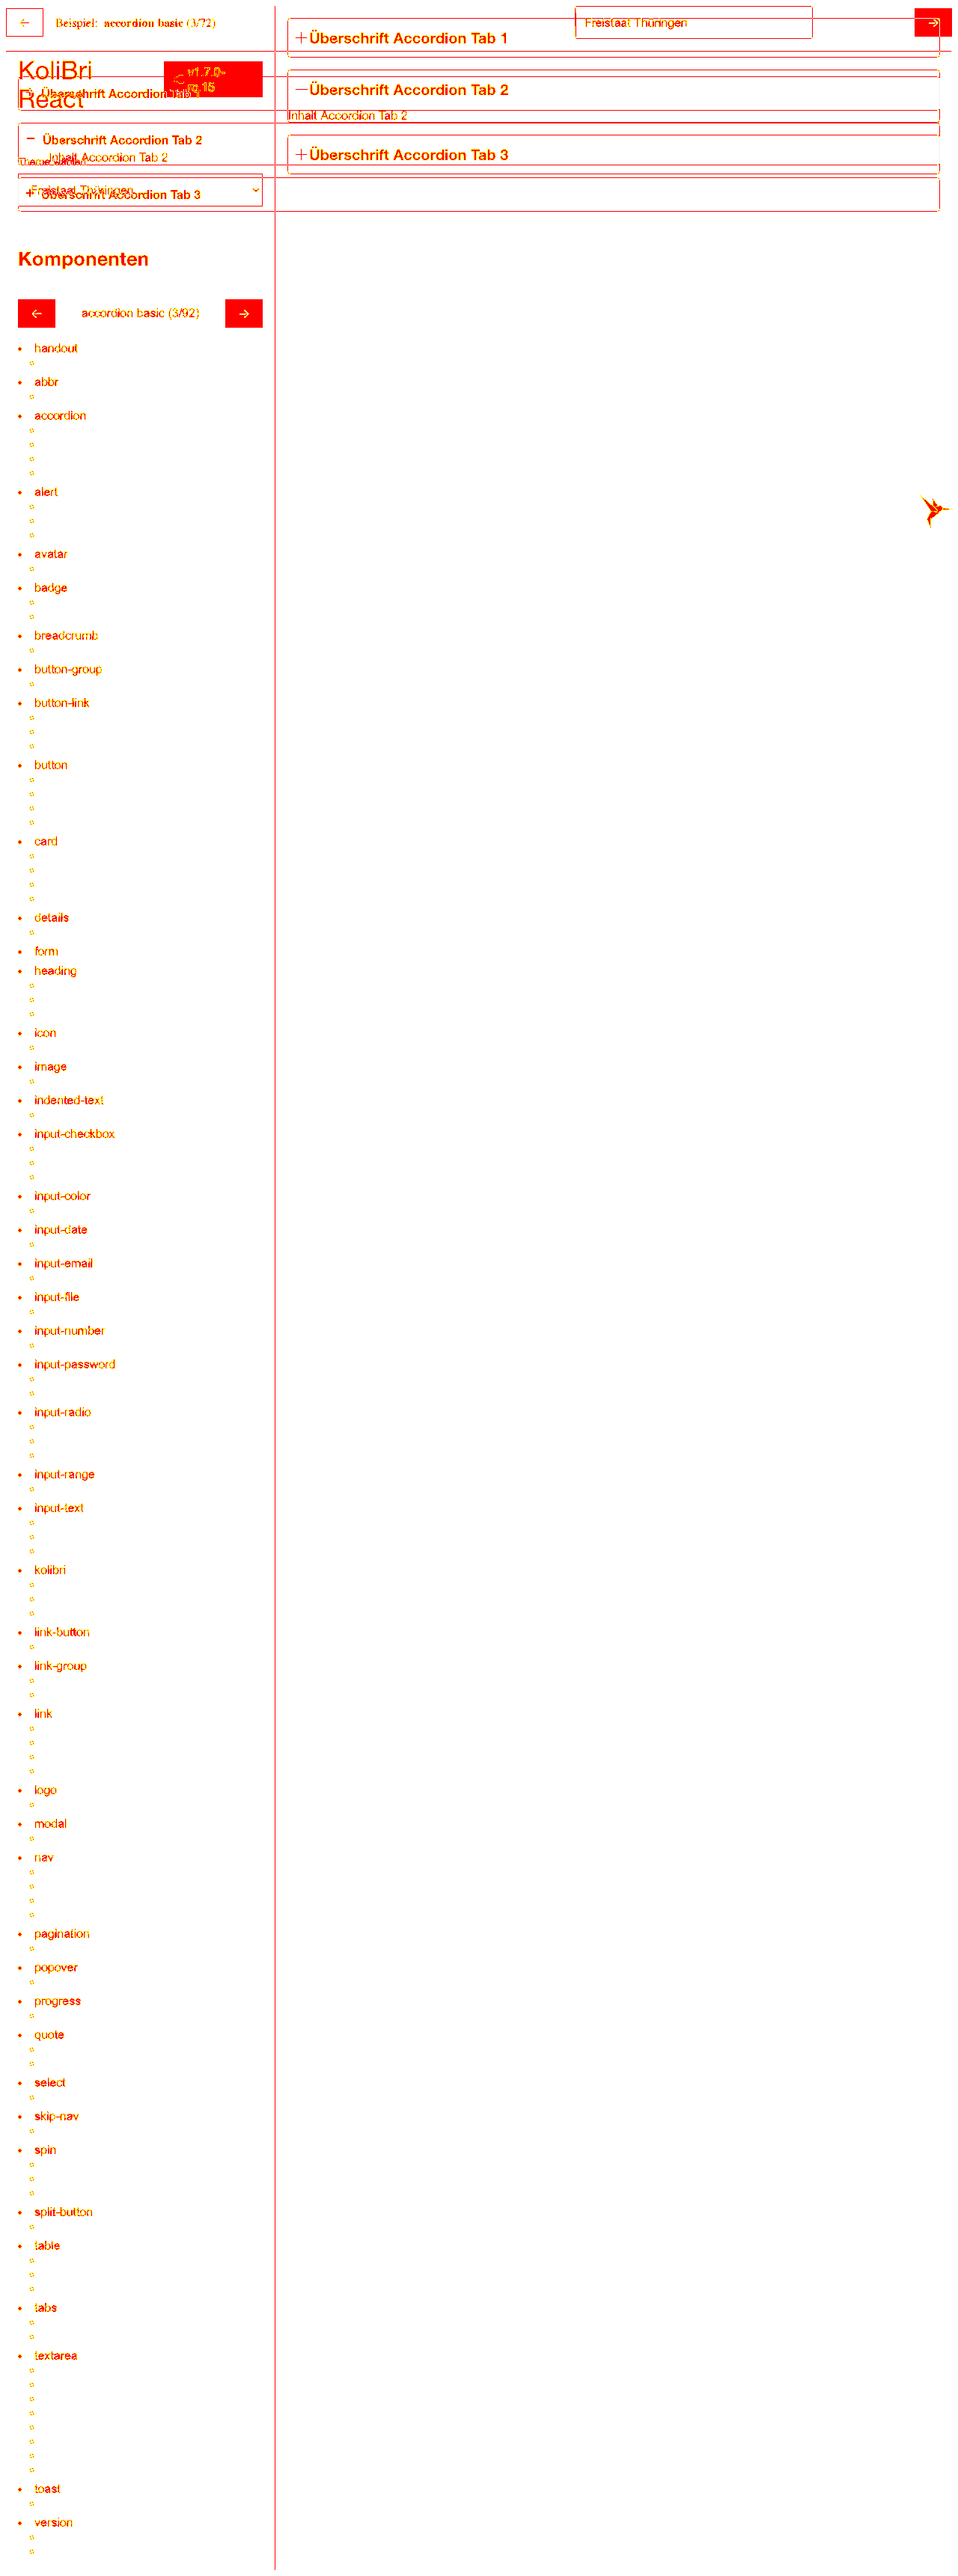 Beispiel: accordion basic (3/72)
Freistaat Thüringen
Überschrift Accordion Tab 1
Überschrift Accordion Tab 2
Inhalt Accordion Tab 2
Überschrift Accordion Tab 3
KoliBri
React
v1.7.0-
rc.15
Überschrift Accordion Tab
Überschrift Accordion Tab 2
Inhalt Accordion Tab 2
Freistaat Thüringen
Überschrift Accordion Tab 3
Komponenten
accordion basic (3/92)
handout
abbr
accordion
alert
avatar
badge
breadcrumb
button-group
button-link
button
card
details
form
heading
icon
image
indented-text
input-checkbox
input-color
input-date
input-email
input-file
input-number
input-password
input-radio
input-range
input-text
kolibri
link-button
link-group
link
logo
modal
nav
pagination
popover
progress
quote
select
skip-nav
spin
split-button
table
tabs
textarea
toast
version